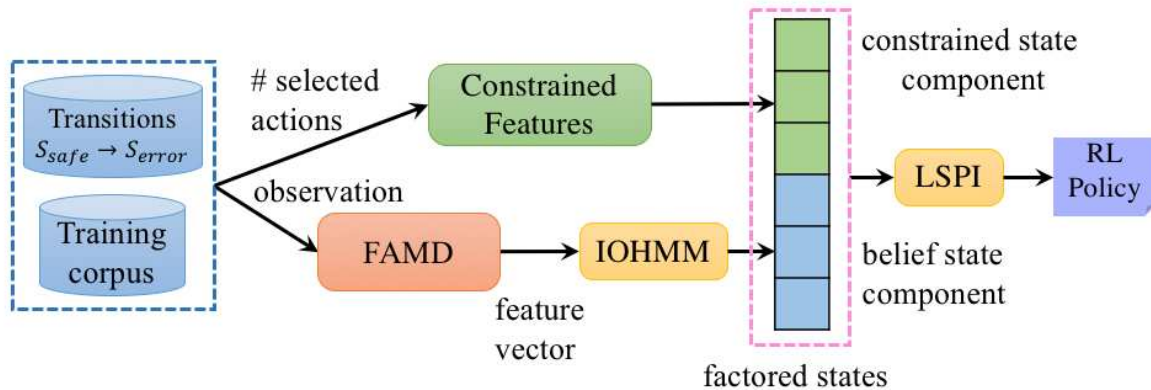 Transitions
S_safe → S_error
Training
corpus
# selected
actions
observation
Constrained
Features
FAMD
feature
vector
IOHMM
constrained state
component
belief state
component
factored states
LSPI
RL
Policy